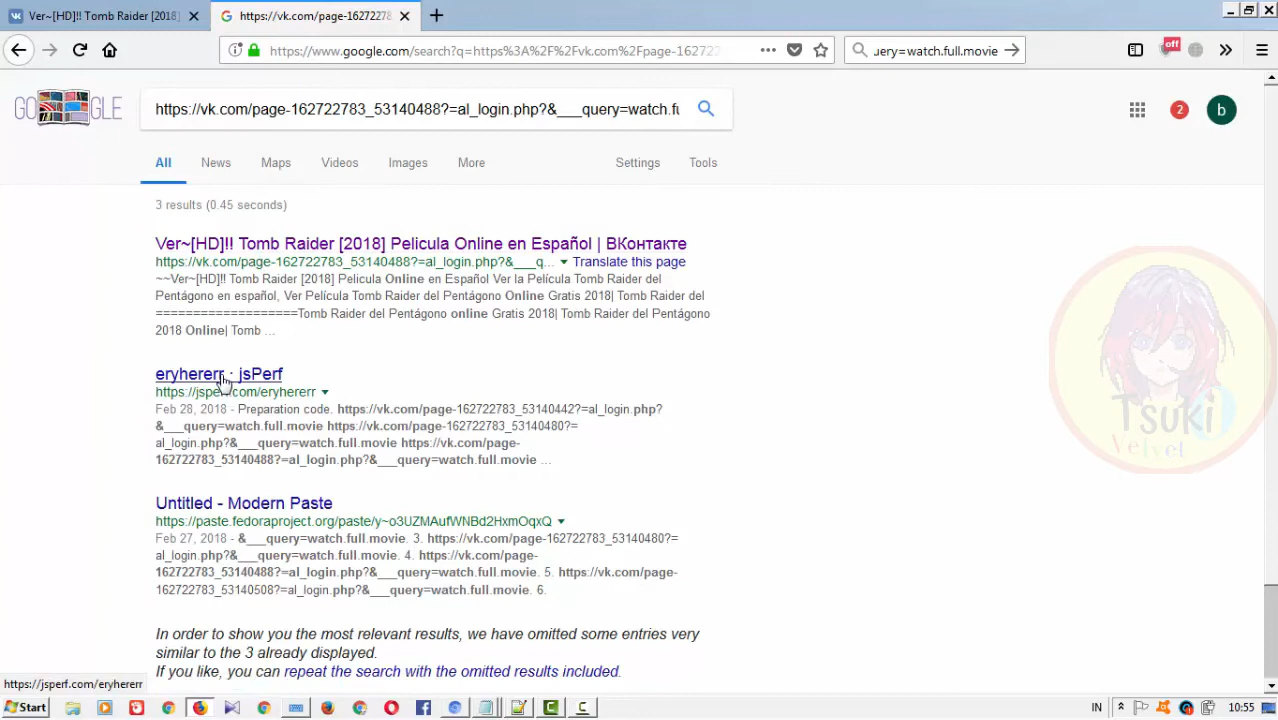 Ver~[HD]!! Tomb Raider [2018]
https://vk.com/page-16272278
https://www.google.com/search?q=https%3A%2F%2Fvk.com%2Fpage-16272
uery=watch.full.movie
off
GO GLE
https://vk.com/page-162722783_53140488?=al_login.php?&___query=watch.fu
2
b
All
News
Maps
Videos
Images
More
Settings
Tools
3 results (0.45 seconds)
Ver~[HD]!! Tomb Raider [2018] Pelicula Online en Español | ВКонтакте
https://vk.com/page-162722783_53140488?=al_login.php?&___q... Translate this page
~~Ver~[HD]!! Tomb Raider [2018] Pelicula Online en Español Ver la Película Tomb Raider del
Pentágono en español, Ver Película Tomb Raider del Pentágono Online Gratis 2018| Tomb Raider del
===================Tomb Raider del Pentágono online Gratis 2018| Tomb Raider del Pentágono
2018 Online| Tomb ...
eryhererr · jsPerf
https://jsperf.com/eryhererr
Feb 28, 2018 - Preparation code. https://vk.com/page-162722783_53140442?=al_login.php?
&___query=watch.full.movie https://vk.com/page-162722783_53140480?=
al_login.php?&___query=watch.full.movie https://vk.com/page-
162722783_53140488?=al_login.php?&___query=watch.full.movie ...
Untitled - Modern Paste
https://paste.fedoraproject.org/paste/y~o3UZMAufWNBd2HxmOqxQ
Feb 27, 2018 - &___query=watch.full.movie. 3. https://vk.com/page-162722783_53140480?=
al_login.php?&___query=watch.full.movie. 4. https://vk.com/page-
162722783_53140488?=al_login.php?&___query=watch.full.movie. 5. https://vk.com/page-
162722783_53140508?=al_login.php?&___query=watch.full.movie. 6.
In order to show you the most relevant results, we have omitted some entries very
similar to the 3 already displayed.
If you like, you can repeat the search with the omitted results included.
Tsuki
Velvet
https://jsperf.com/eryhererr
Start
IN
10:55